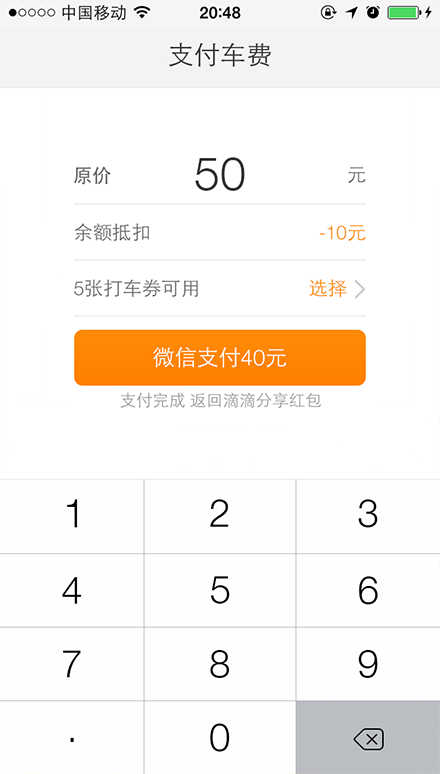 中国移动 20:48
支付车费
原价 50 元
余额抵扣 -10元
5张打车券可用 选择
微信支付40元
支付完成 返回滴滴分享红包
1 2 3
4 5 6
7 8 9
. 0